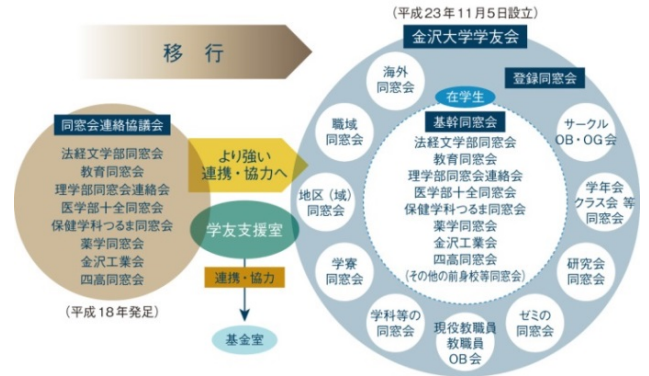 (平成23年11月5日設立)
移 行
金沢大学学友会
登録同窓会
海外
同窓会
在学生
同窓会連絡協議会
法経文学部同窓会
教育同窓会
理学部同窓会連絡会
医学部十全同窓会
保健学科つるま同窓会
薬学同窓会
金沢工業会
四高同窓会
(平成18年発足)
より強い
連携・協力へ
学友支援室
連携・協力
基金室
基幹同窓会
法経文学部同窓会
教育同窓会
理学部同窓会連絡会
医学部十全同窓会
保健学科つるま同窓会
薬学同窓会
金沢工業会
四高同窓会
(その他の前身校等同窓会)
職域
同窓会
地区(域)
同窓会
学寮
同窓会
学科等の
同窓会
現役教職員
教職員
OB会
ゼミの
同窓会
研究会
同窓会
学年会
クラス会 等
同窓会
サークル
OB・OG会